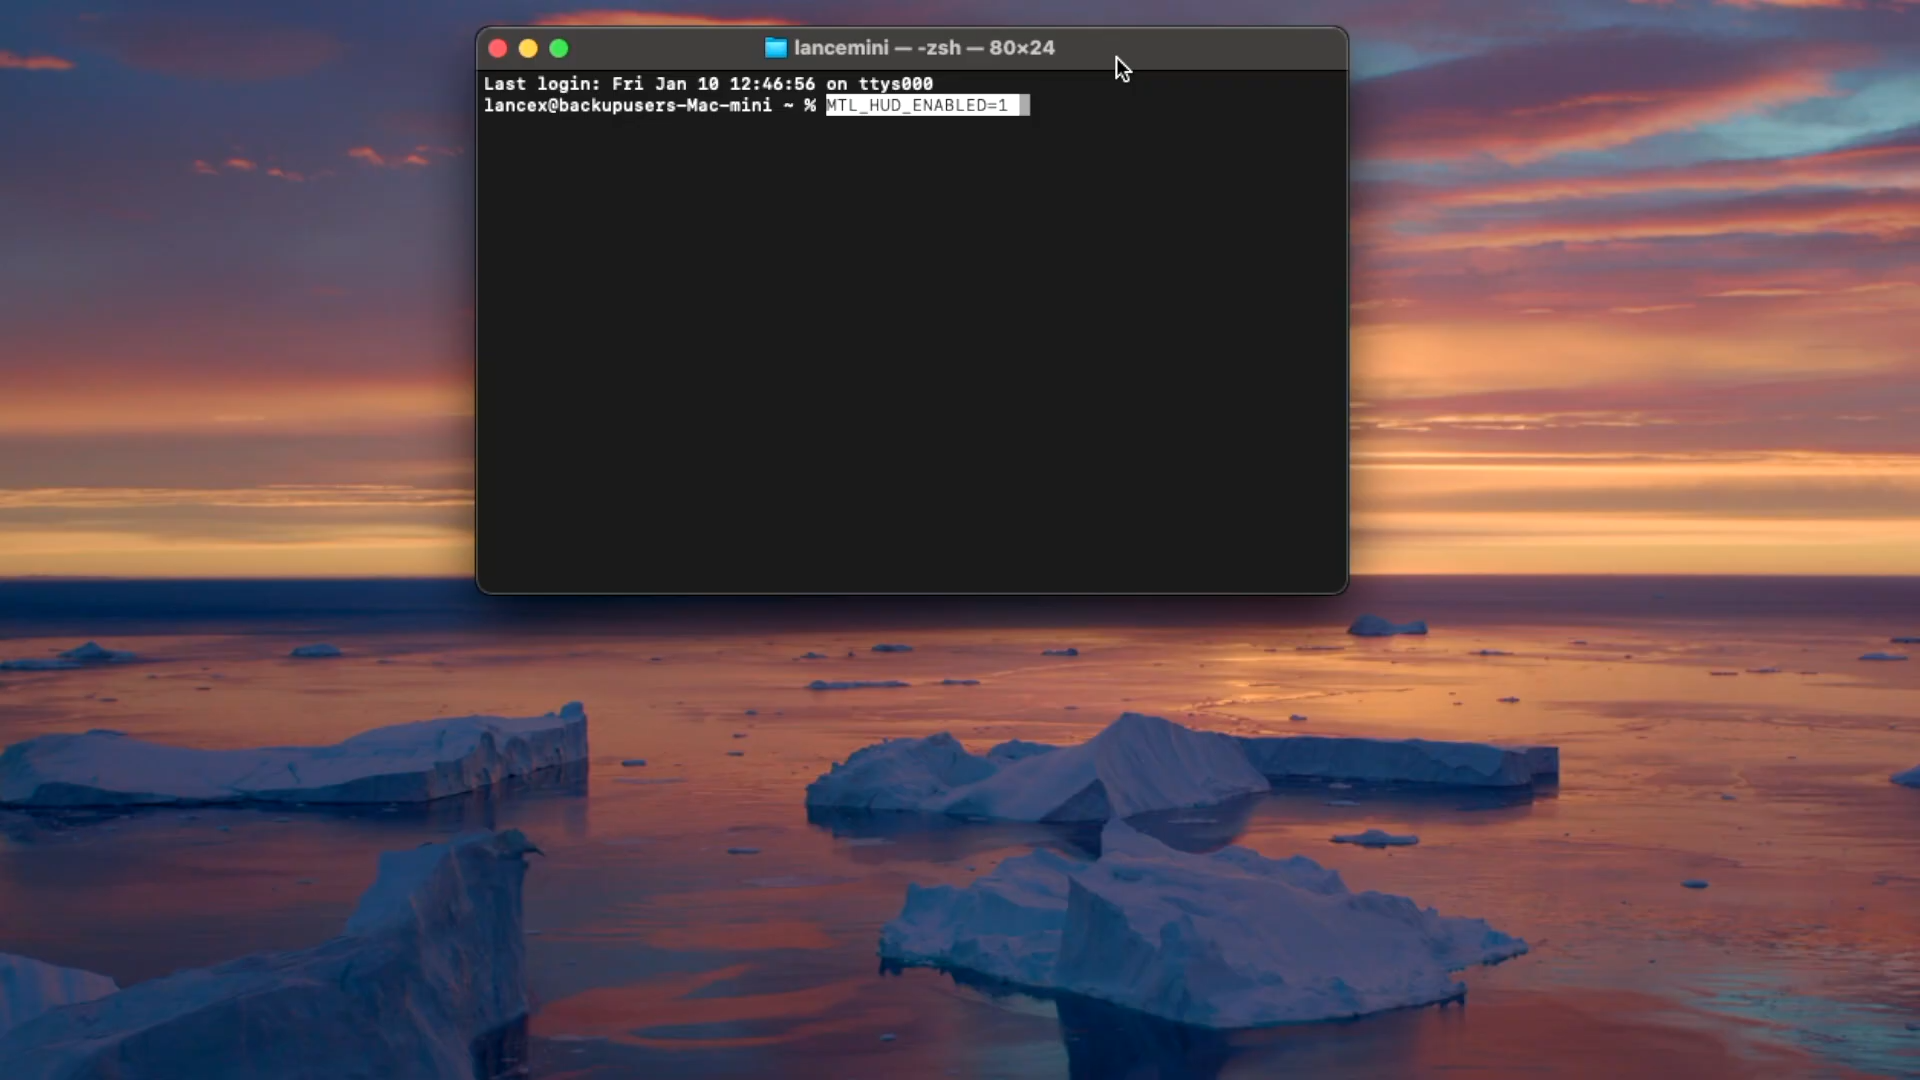 lancemini — -zsh — 80×24
Last login: Fri Jan 10 12:46:56 on ttys000
lancex@backupusers-Mac-mini ~ % MTL_HUD_ENABLED=1